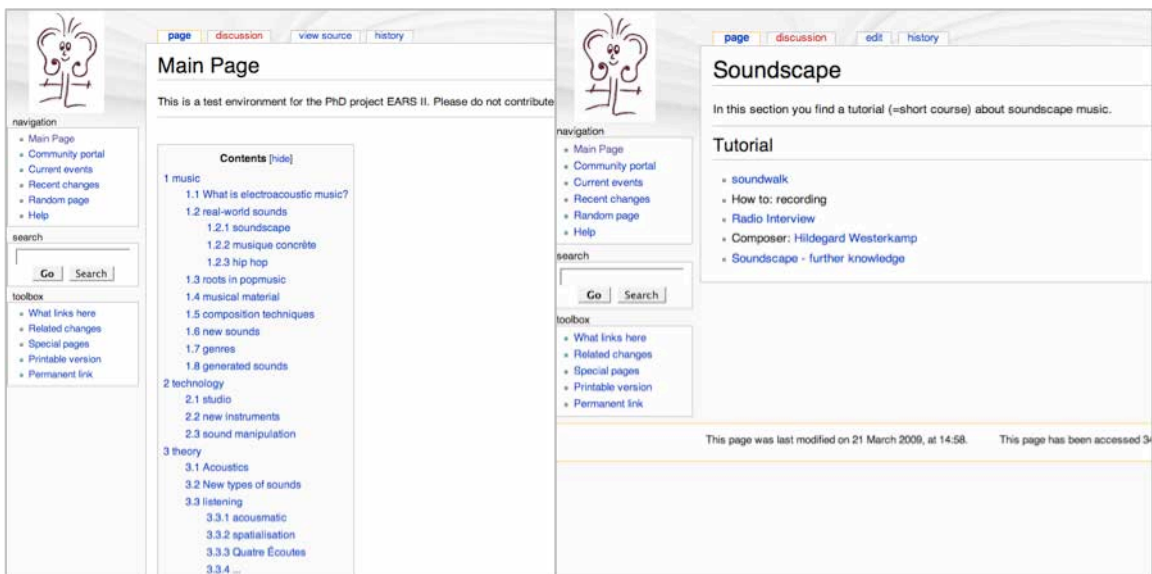 page discussion view source history
Main Page
This is a test environment for the PhD project EARS II. Please do not contribute
navigation
Main Page
Community portal
Current events
Recent changes
Random page
Help
search
Go Search
toolbox
What links here
Related changes
Special pages
Printable version
Permanent link
Contents [hide]
1 music
1.1 What is electroacoustic music?
1.2 real-world sounds
1.2.1 soundscape
1.2.2 musique concrète
1.2.3 hip hop
1.3 roots in popmusic
1.4 musical material
1.5 composition techniques
1.6 new sounds
1.7 genres
1.8 generated sounds
2 technology
2.1 studio
2.2 new instruments
2.3 sound manipulation
3 theory
3.1 Acoustics
3.2 New types of sounds
3.3 listening
3.3.1 acousmatic
3.3.2 spatialisation
3.3.3 Quatre Écoutes
3.3.4 ...
page discussion edit history
Soundscape
In this section you find a tutorial (=short course) about soundscape music.
Tutorial
soundwalk
How to: recording
Radio Interview
Composer: Hildegard Westerkamp
Soundscape - further knowledge
navigation
Main Page
Community portal
Current events
Recent changes
Random page
Help
search
Go Search
toolbox
What links here
Related changes
Special pages
Printable version
Permanent link
This page was last modified on 21 March 2009, at 14:58. This page has been accessed